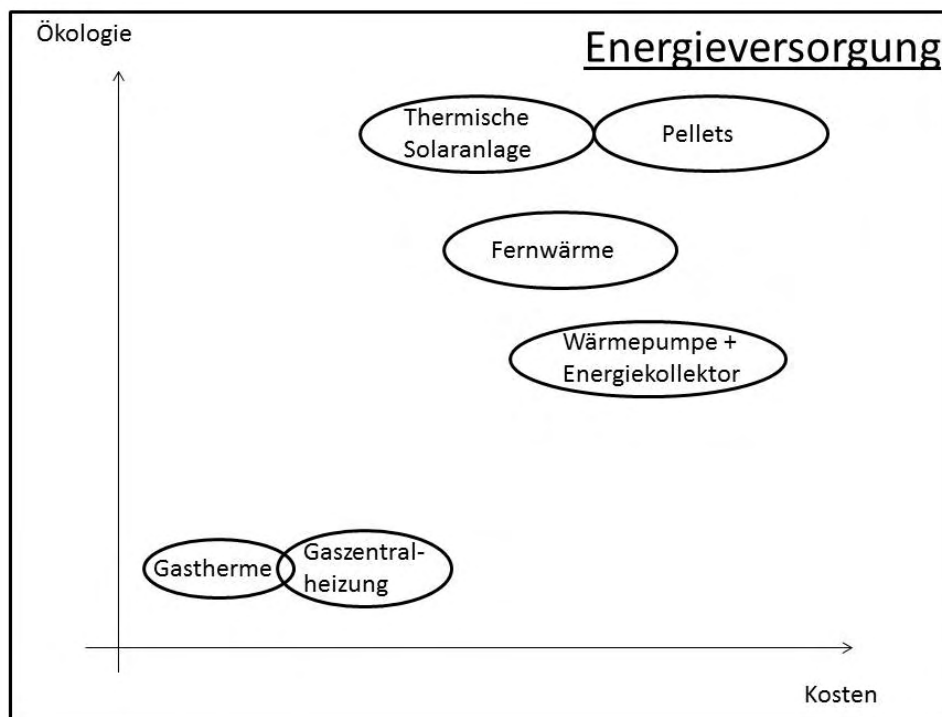 Ökologie
Energieversorgung
Thermische
Solaranlage
Pellets
Fernwärme
Wärmepumpe +
Energiekollektor
Gastherme
Gaszentral-
heizung
Kosten